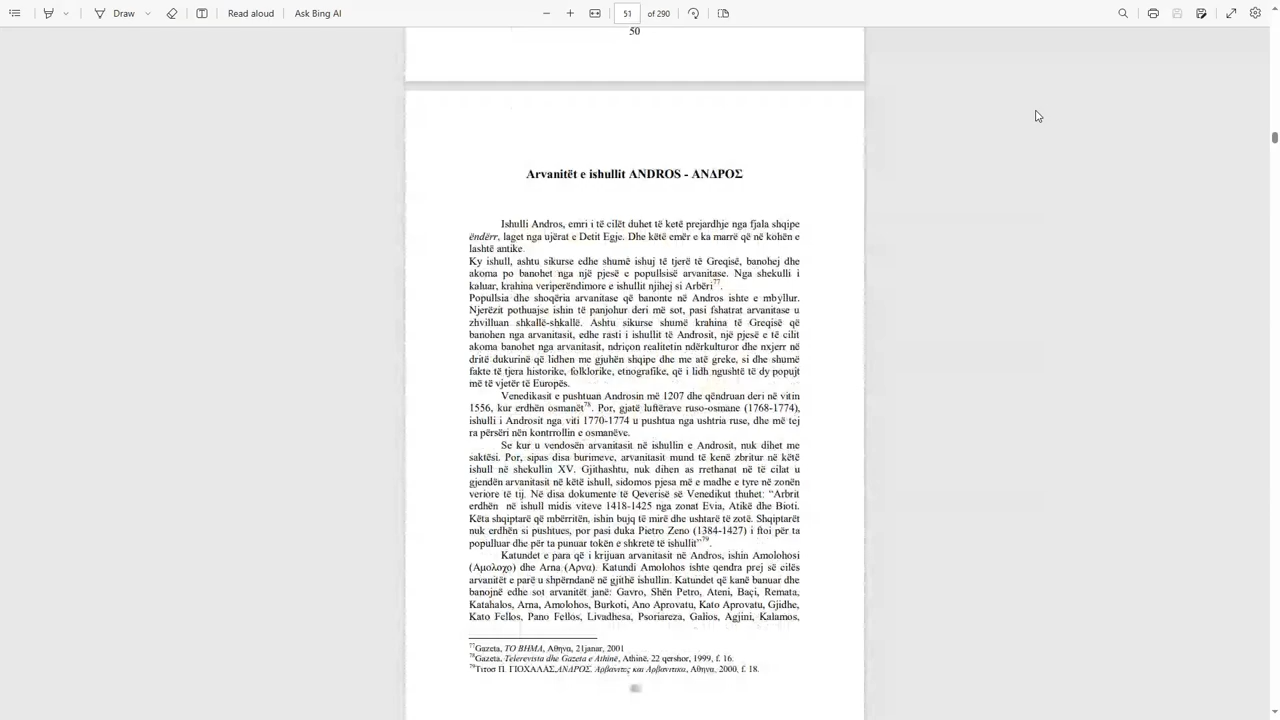 Draw
Read aloud
Ask Bing AI
51 of 290
50
Arvanitët e ishullit ANDROS - ΑΝΔΡΟΣ
Ishulli Andros, emri i të cilët duhet të ketë prejardhje nga fjala shqipe
ëndërr, laget nga ujërat e Detit Egje. Dhe këtë emër e ka marrë që në kohën e
lashtë antike.
Ky ishull, ashtu sikurse edhe shumë ishuj të tjerë të Greqisë, banohej dhe
akoma po banohet nga një pjesë e popullsisë arvanitase. Nga shekulli i
kaluar, krahina veriperëndimore e ishullit njihej si Arbëri77.
Popullsia dhe shoqëria arvanitase që banonte në Andros ishte e mbyllur.
Njerëzit pothuajse ishin të panjohur deri më sot, pasi fshatrat arvanitase u
zhvilluan shkallë-shkallë. Ashtu sikurse shumë krahina të Greqisë që
banohen nga arvanitasit, edhe rasti i ishullit të Androsit, një pjesë e të cilit
akoma banohet nga arvanitasit, ndriçon realitetin ndërkulturor dhe nxjerr në
dritë dukurinë që lidhen me gjuhën shqipe dhe me atë greke, si dhe shumë
fakte të tjera historike, folklorike, etnografike, që i lidh ngushtë të dy popujt
më të vjetër të Europës.
Venedikasit e pushtuan Androsin më 1207 dhe qëndruan deri në vitin
1556, kur erdhën osmanët78. Por, gjatë luftërave ruso-osmane (1768-1774),
ishulli i Androsit nga viti 1770-1774 u pushtua nga ushtria ruse, dhe më tej
ra përsëri nën kontrrollin e osmanëve.
Se kur u vendosën arvanitasit në ishullin e Androsit, nuk dihet me
saktësi. Por, sipas disa burimeve, arvanitasit mund të kenë zbritur në këtë
ishull në shekullin XV. Gjithashtu, nuk dihen as rrethanat në të cilat u
gjendën arvanitasit në këtë ishull, sidomos pjesa më e madhe e tyre në zonën
veriore të tij. Në disa dokumente të Qeverisë së Venedikut thuhet: “Arbrit
erdhën në ishull midis viteve 1418-1425 nga zonat Evia, Atikë dhe Bioti.
Këta shqiptarë që mbërritën, ishin bujq të mirë dhe ushtarë të zotë. Shqiptarët
nuk erdhën si pushtues, por pasi duka Pietro Zeno (1384-1427) i ftoi për ta
populluar dhe për ta punuar tokën e shkretë të ishullit”79.
Katundet e para që i krijuan arvanitasit në Andros, ishin Amolohosi
(Αμολοχο) dhe Arna (Αρνα). Katundi Amolohos ishte qendra prej së cilës
arvanitët e parë u shpërndanë në gjithë ishullin. Katundet që kanë banuar dhe
banojnë edhe sot arvanitët janë: Gavro, Shën Petro, Ateni, Baçi, Remata,
Katahalos, Arna, Amolohos, Burkoti, Ano Aprovatu, Kato Aprovatu, Gjidhe,
Kato Fellos, Pano Fellos, Livadhesa, Psoriareza, Galios, Agjini, Kalamos,
77Gazeta, ΤΟ ΒΗΜΑ, Αθηνα, 21janar, 2001
78Gazeta, Telerevista dhe Gazeta e Athinë, Athinë, 22 qershor, 1999, f. 16.
79Τιτοσ Π. ΓΙΟΧΑΛΑΣ,ΑΝΔΡΟΣ. Αρβανιτες και Αρβανιτικα, Αθηνα, 2000, f. 18.